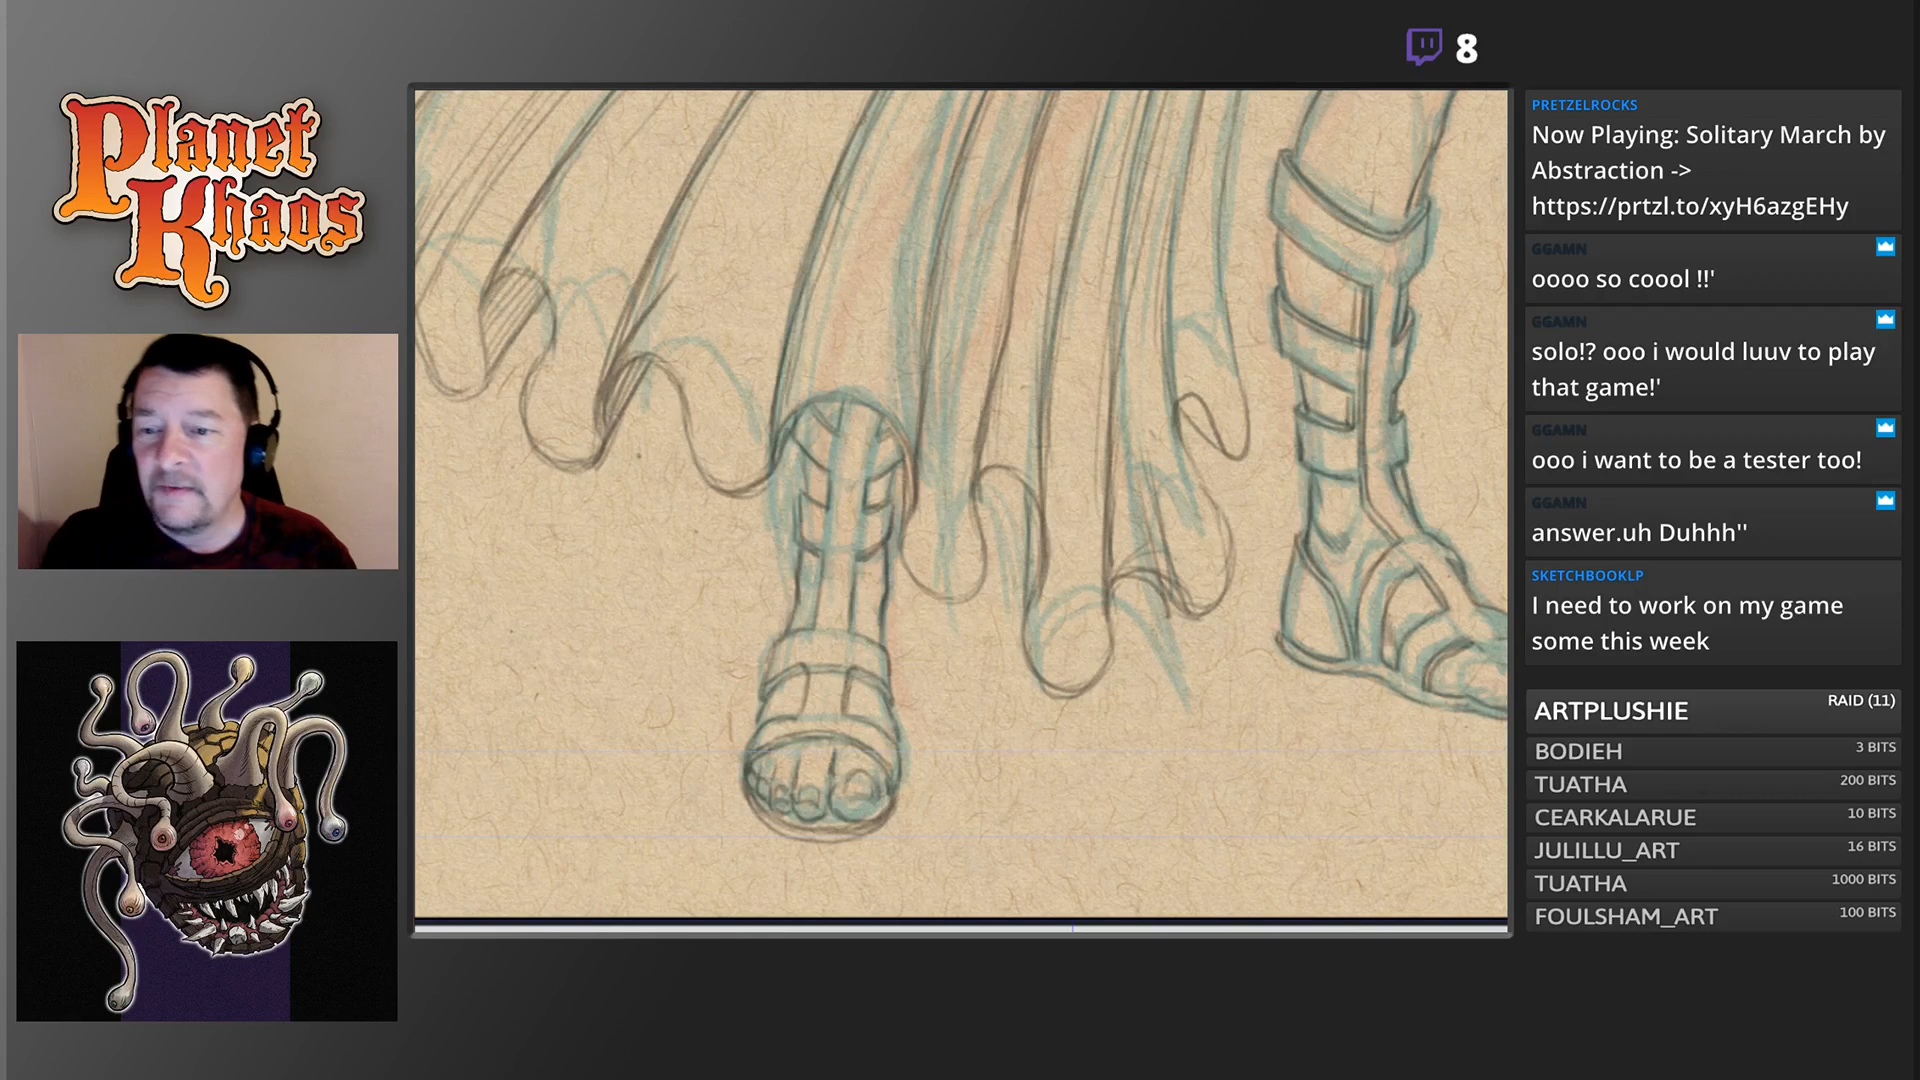 8
Planet
Khaos
PRETZELROCKS
Now Playing: Solitary March by
Abstraction ->
https://prtzl.to/xyH6azgEHy
GGAMN
oooo so coool !!'
GGAMN
solo!? ooo i would luuv to play
that game!'
GGAMN
ooo i want to be a tester too!
GGAMN
answer.uh Duhhh''
SKETCHBOOKLP
I need to work on my game
some this week
ARTPLUSHIE RAID (11)
BODIEH 3 BITS
TUATHA 200 BITS
CEARKALARUE 10 BITS
JULILLU_ART 16 BITS
TUATHA 1000 BITS
FOULSHAM_ART 100 BITS